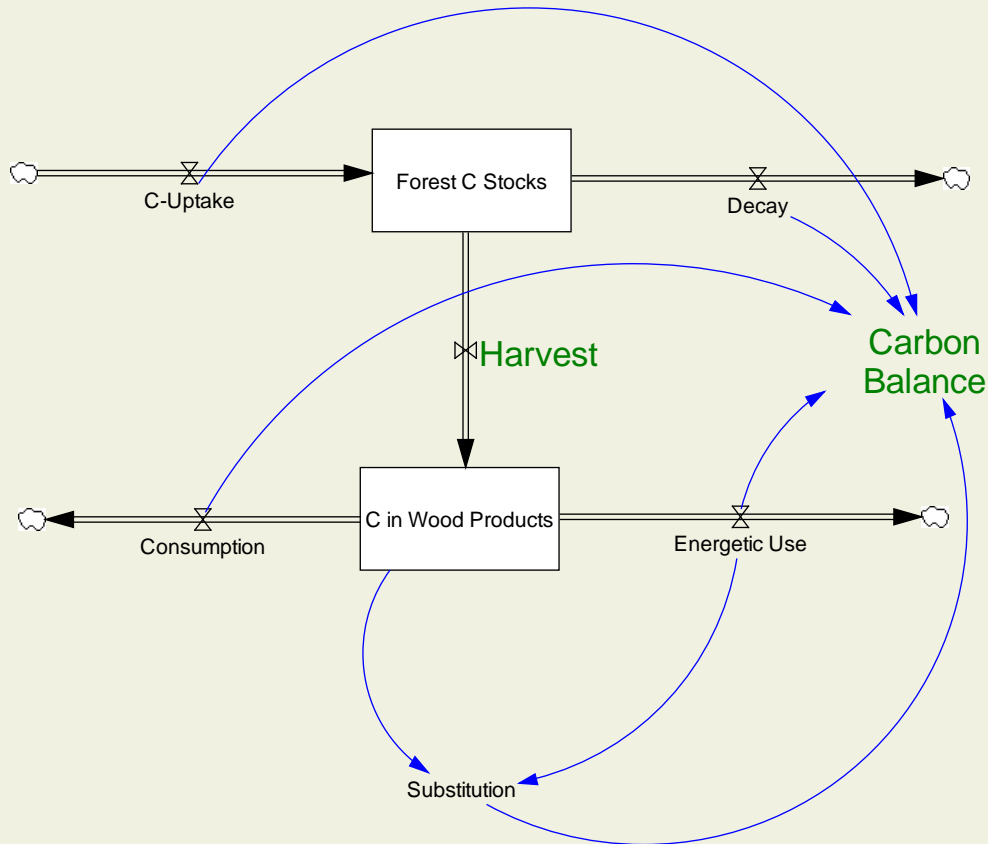 Forest C Stocks
C-Uptake
Decay
Harvest
Carbon
Balance
C in Wood Products
Consumption
Energetic Use
Substitution